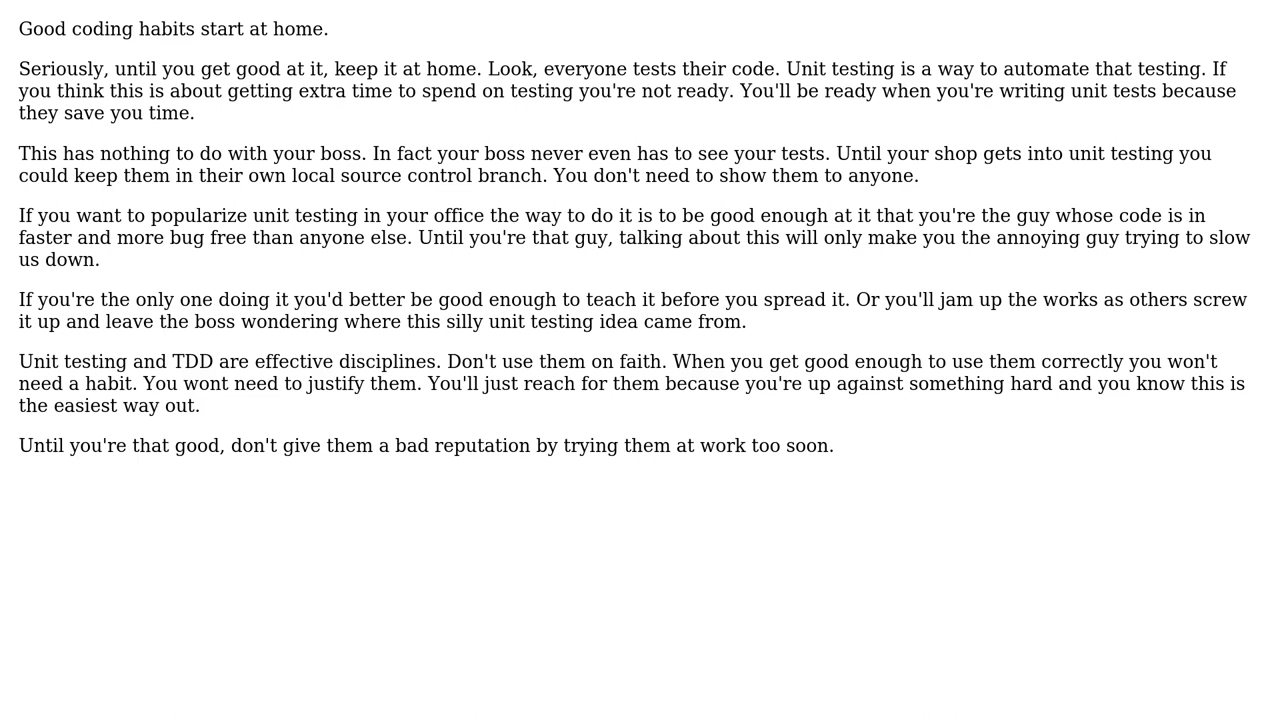 Good coding habits start at home.
Seriously, until you get good at it, keep it at home. Look, everyone tests their code. Unit testing is a way to automate that testing. If
you think this is about getting extra time to spend on testing you're not ready. You'll be ready when you're writing unit tests because
they save you time.
This has nothing to do with your boss. In fact your boss never even has to see your tests. Until your shop gets into unit testing you
could keep them in their own local source control branch. You don't need to show them to anyone.
If you want to popularize unit testing in your office the way to do it is to be good enough at it that you're the guy whose code is in
faster and more bug free than anyone else. Until you're that guy, talking about this will only make you the annoying guy trying to slow
us down.
If you're the only one doing it you'd better be good enough to teach it before you spread it. Or you'll jam up the works as others screw
it up and leave the boss wondering where this silly unit testing idea came from.
Unit testing and TDD are effective disciplines. Don't use them on faith. When you get good enough to use them correctly you won't
need a habit. You wont need to justify them. You'll just reach for them because you're up against something hard and you know this is
the easiest way out.
Until you're that good, don't give them a bad reputation by trying them at work too soon.